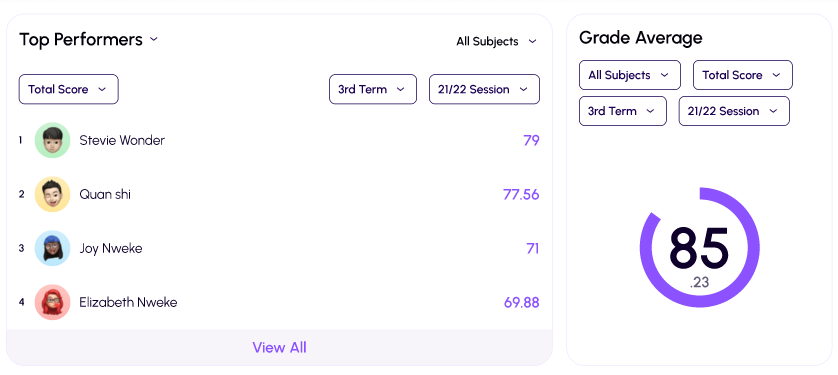 Top Performers
All Subjects
Total Score
3rd Term
21/22 Session
1 Stevie Wonder 79
2 Quan shi 77.56
3 Joy Nweke 71
4 Elizabeth Nweke 69.88
View All
Grade Average
All Subjects
Total Score
3rd Term
21/22 Session
85
.23